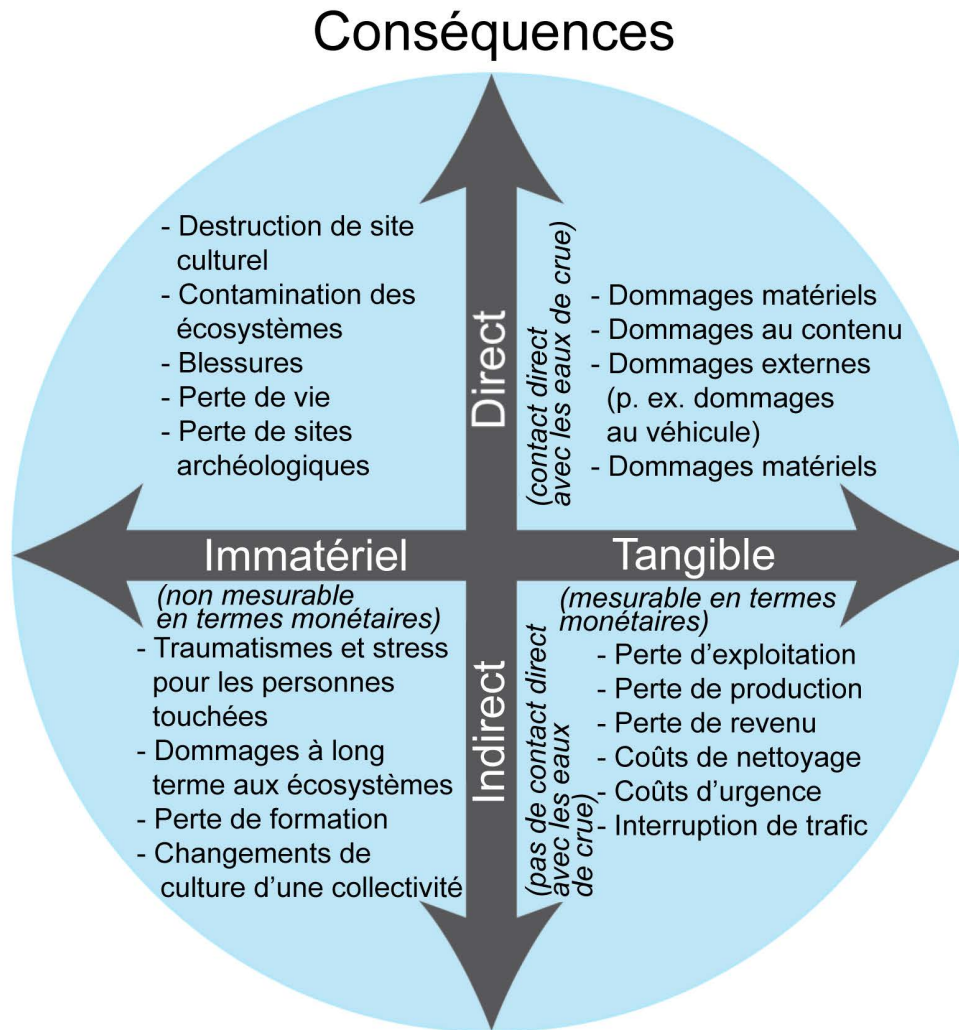 Conséquences
- Destruction de site
culturel
- Contamination des
écosystèmes
- Blessures
- Perte de vie
- Perte de sites
archéologiques
Direct
(contact direct
avec les eaux de crue)
- Dommages matériels
- Dommages au contenu
- Dommages externes
(p. ex. dommages
au véhicule)
- Dommages matériels
Immatériel
(non mesurable
en termes monétaires)
Tangible
(mesurable en termes
monétaires)
- Traumatismes et stress
pour les personnes
touchées
- Dommages à long
terme aux écosystèmes
- Perte de formation
- Changements de
culture d’une collectivité
Indirect
(pas de contact direct
avec les eaux
de crue)
- Perte d’exploitation
- Perte de production
- Perte de revenu
- Coûts de nettoyage
- Coûts d’urgence
- Interruption de trafic